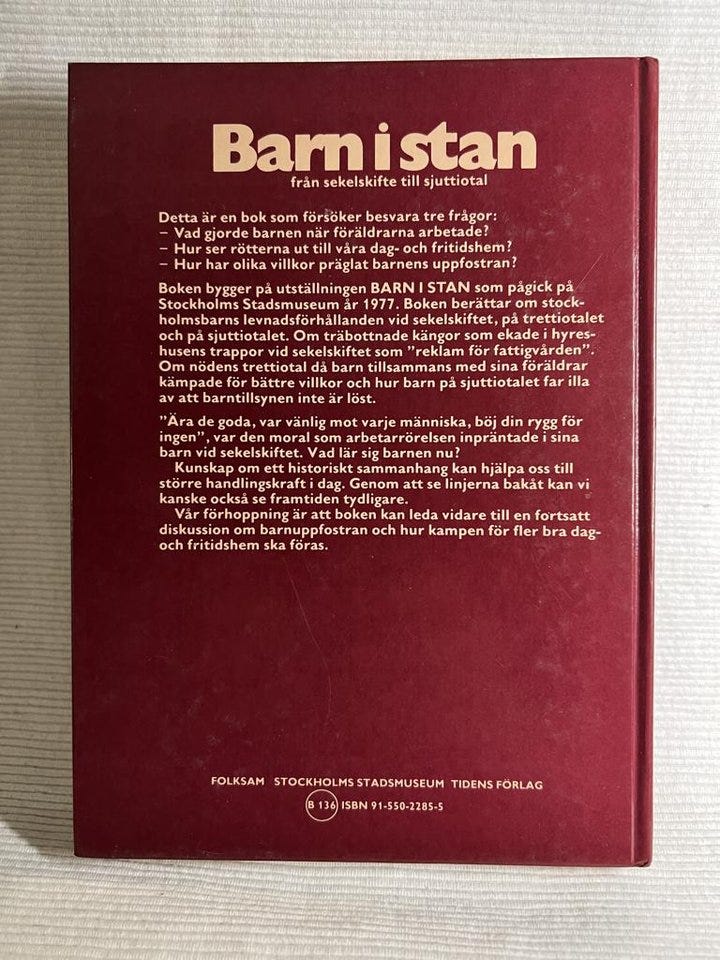 Barn i stan
från sekelskifte till sjuttiotal
Detta är en bok som försöker besvara tre frågor:
– Vad gjorde barnen när föräldrarna arbetade?
– Hur ser rötterna ut till våra dag- och fritidshem?
– Hur har olika villkor präglat barnens uppfostran?
Boken bygger på utställningen BARN I STAN som pågick på
Stockholms Stadsmuseum år 1977. Boken berättar om stock-
holmsbarns levnadsförhållanden vid sekelskiftet, på trettiotalet
och på sjuttiotalet. Om träbottnade kängor som ekade i hyres-
husens trappor vid sekelskiftet som ”reklam för fattigvården”.
Om nödens trettiotal då barn tillsammans med sina föräldrar
kämpade för bättre villkor och hur barn på sjuttiotalet far illa
av att barntillsynen inte är löst.
”Ära de goda, var vänlig mot varje människa, böj din rygg för
ingen”, var den moral som arbetarrörelsen inpräntade i sina
barn vid sekelskiftet. Vad lär sig barnen nu?
Kunskap om ett historiskt sammanhang kan hjälpa oss till
större handlingskraft i dag. Genom att se linjerna bakåt kan vi
kanske också se framtiden tydligare.
Vår förhoppning är att boken kan leda vidare till en fortsatt
diskussion om barnuppfostran och hur kampen för fler bra dag-
och fritidshem ska föras.
FOLKSAM STOCKHOLMS STADSMUSEUM TIDENS FÖRLAG
B 136 ISBN 91-550-2285-5